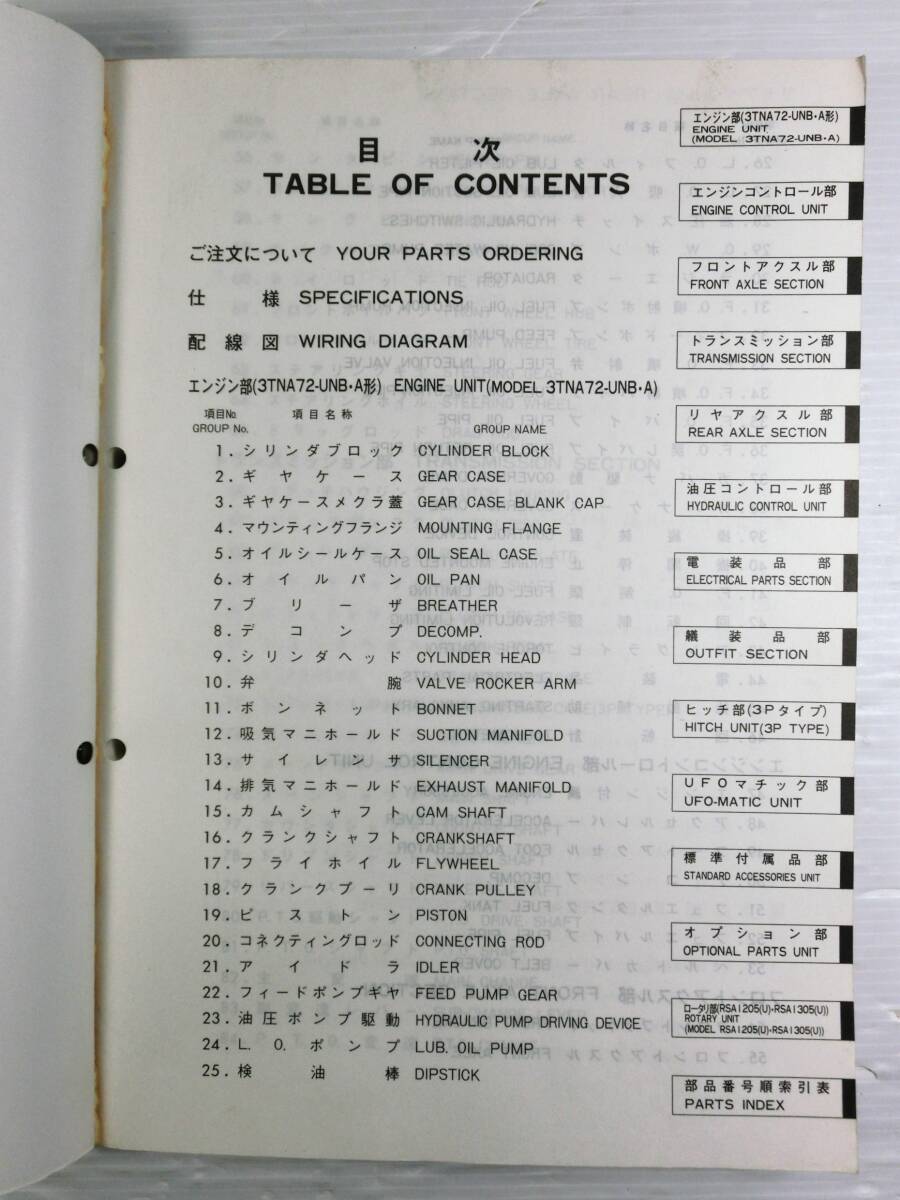 目 次
TABLE OF CONTENTS
ご注文について YOUR PARTS ORDERING
仕 様 SPECIFICATIONS
配線図 WIRING DIAGRAM
エンジン部(3TNA72-UNB・A形) ENGINE UNIT(MODEL 3TNA72-UNB・A)
項目No. 項目名称
GROUP No. GROUP NAME
1. シリンダブロック CYLINDER BLOCK
2. ギヤケース GEAR CASE
3. ギヤケースメクラ蓋 GEAR CASE BLANK CAP
4. マウンティングフランジ MOUNTING FLANGE
5. オイルシールケース OIL SEAL CASE
6. オイルパン OIL PAN
7. ブリーザ BREATHER
8. デコンプ DECOMP.
9. シリンダヘッド CYLINDER HEAD
10. 弁腕 VALVE ROCKER ARM
11. ボンネット BONNET
12. 吸気マニホールド SUCTION MANIFOLD
13. サイレンサ SILENCER
14. 排気マニホールド EXHAUST MANIFOLD
15. カムシャフト CAM SHAFT
16. クランクシャフト CRANKSHAFT
17. フライホイル FLYWHEEL
18. クランクプーリ CRANK PULLEY
19. ピストン PISTON
20. コネクティングロッド CONNECTING ROD
21. アイドラ IDLER
22. フィードポンプギヤ FEED PUMP GEAR
23. 油圧ポンプ駆動 HYDRAULIC PUMP DRIVING DEVICE
24. L.O.ポンプ LUB. OIL PUMP
25. 検油棒 DIPSTICK
エンジン部(3TNA72-UNB・A形)
ENGINE UNIT
(MODEL 3TNA72-UNB・A)
エンジンコントロール部
ENGINE CONTROL UNIT
フロントアクスル部
FRONT AXLE SECTION
トランスミッション部
TRANSMISSION SECTION
リヤアクスル部
REAR AXLE SECTION
油圧コントロール部
HYDRAULIC CONTROL UNIT
電装品部
ELECTRICAL PARTS SECTION
艤装品部
OUTFIT SECTION
ヒッチ部(3Pタイプ)
HITCH UNIT(3P TYPE)
UFOマチック部
UFO-MATIC UNIT
標準付属品部
STANDARD ACCESSORIES UNIT
オプション部
OPTIONAL PARTS UNIT
ロータリ部(RSA1205(U)・RSA1305(U))
ROTARY UNIT
(MODEL RSA1205(U)・RSA1305(U))
部品番号順索引表
PARTS INDEX